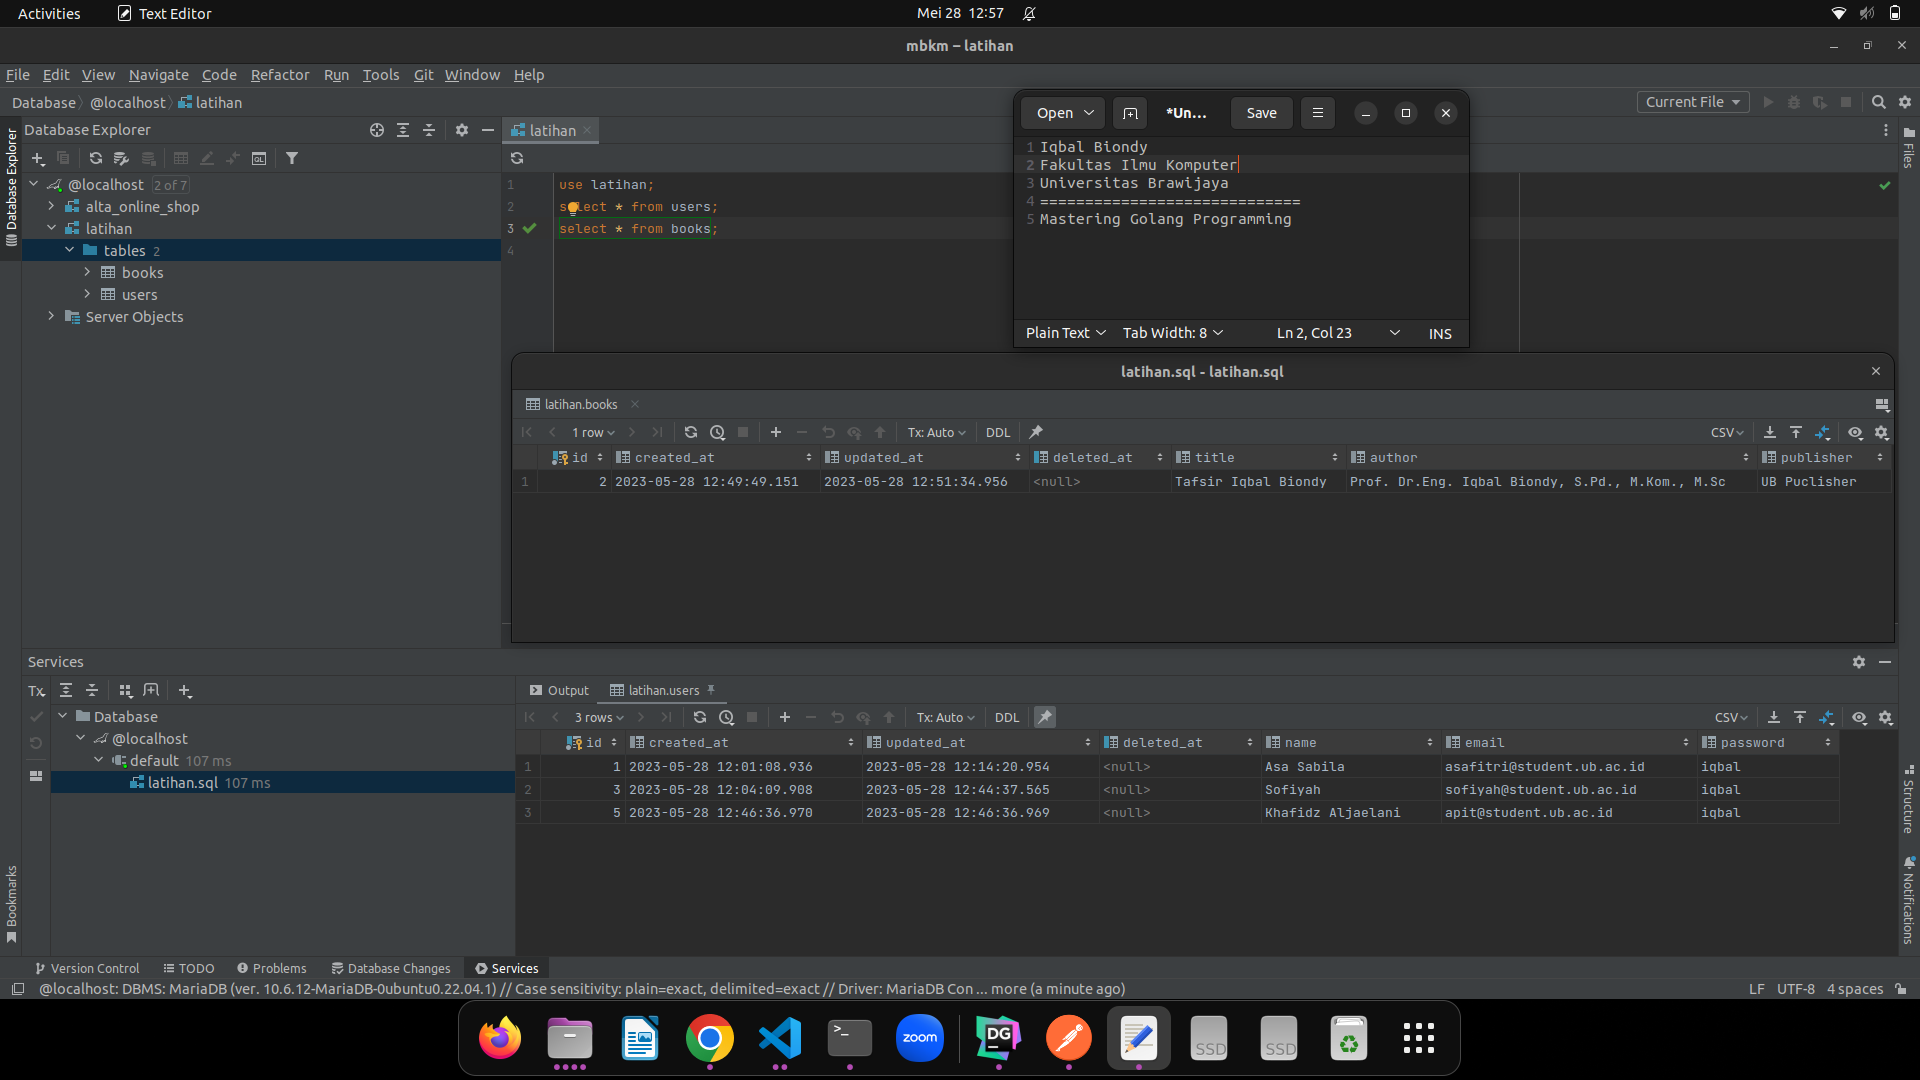 Activities Text Editor Mei 28 12:57
mbkm – latihan
File Edit View Navigate Code Refactor Run Tools Git Window Help
Database @localhost latihan Current File
Database Explorer
@localhost 2 of 7
alta_online_shop
latihan
tables 2
books
users
Server Objects
latihan
1 use latihan;
2 select * from users;
3 select * from books;
4
Open *Un... Save
1 Iqbal Biondy
2 Fakultas Ilmu Komputer
3 Universitas Brawijaya
4 =============================
5 Mastering Golang Programming
Plain Text Tab Width: 8 Ln 2, Col 23 INS
latihan.sql - latihan.sql
latihan.books
1 row Tx: Auto DDL CSV
id created_at updated_at deleted_at title author publisher
1 2 2023-05-28 12:49:49.151 2023-05-28 12:51:34.956 <null> Tafsir Iqbal Biondy Prof. Dr.Eng. Iqbal Biondy, S.Pd., M.Kom., M.Sc UB Puclisher
Services
Tx
Database
@localhost
default 107 ms
latihan.sql 107 ms
Output latihan.users
3 rows Tx: Auto DDL CSV
id created_at updated_at deleted_at name email password
1 1 2023-05-28 12:01:08.936 2023-05-28 12:14:20.954 <null> Asa Sabila asafitri@student.ub.ac.id iqbal
2 3 2023-05-28 12:04:09.908 2023-05-28 12:44:37.565 <null> Sofiyah sofiyah@student.ub.ac.id iqbal
3 5 2023-05-28 12:46:36.970 2023-05-28 12:46:36.969 <null> Khafidz Aljaelani apit@student.ub.ac.id iqbal
Database Explorer
Bookmarks
Files
Structure
Notifications
Version Control TODO Problems Database Changes Services
@localhost: DBMS: MariaDB (ver. 10.6.12-MariaDB-0ubuntu0.22.04.1) // Case sensitivity: plain=exact, delimited=exact // Driver: MariaDB Con ... more (a minute ago) LF UTF-8 4 spaces
zoom DG SSD SSD